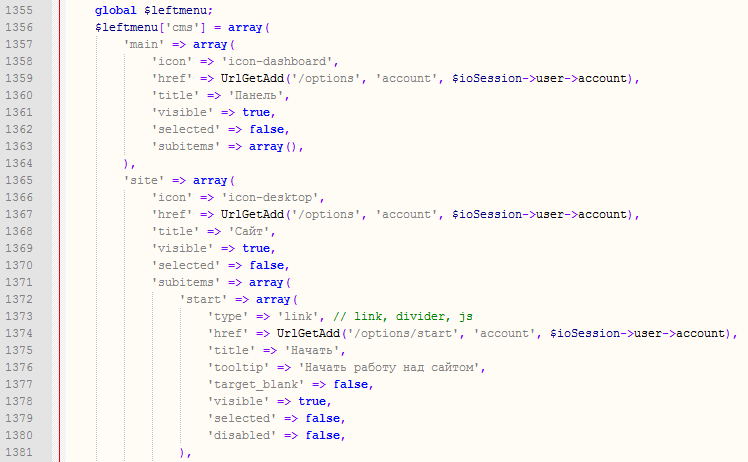 1355 global $leftmenu;
1356 $leftmenu['cms'] = array(
1357 'main' => array(
1358 'icon' => 'icon-dashboard',
1359 'href' => UrlGetAdd('/options', 'account', $ioSession->user->account),
1360 'title' => 'Панель',
1361 'visible' => true,
1362 'selected' => false,
1363 'subitems' => array(),
1364 ),
1365 'site' => array(
1366 'icon' => 'icon-desktop',
1367 'href' => UrlGetAdd('/options', 'account', $ioSession->user->account),
1368 'title' => 'Сайт',
1369 'visible' => true,
1370 'selected' => false,
1371 'subitems' => array(
1372 'start' => array(
1373 'type' => 'link', // link, divider, js
1374 'href' => UrlGetAdd('/options/start', 'account', $ioSession->user->account),
1375 'title' => 'Начать',
1376 'tooltip' => 'Начать работу над сайтом',
1377 'target_blank' => false,
1378 'visible' => true,
1379 'selected' => false,
1380 'disabled' => false,
1381 ),